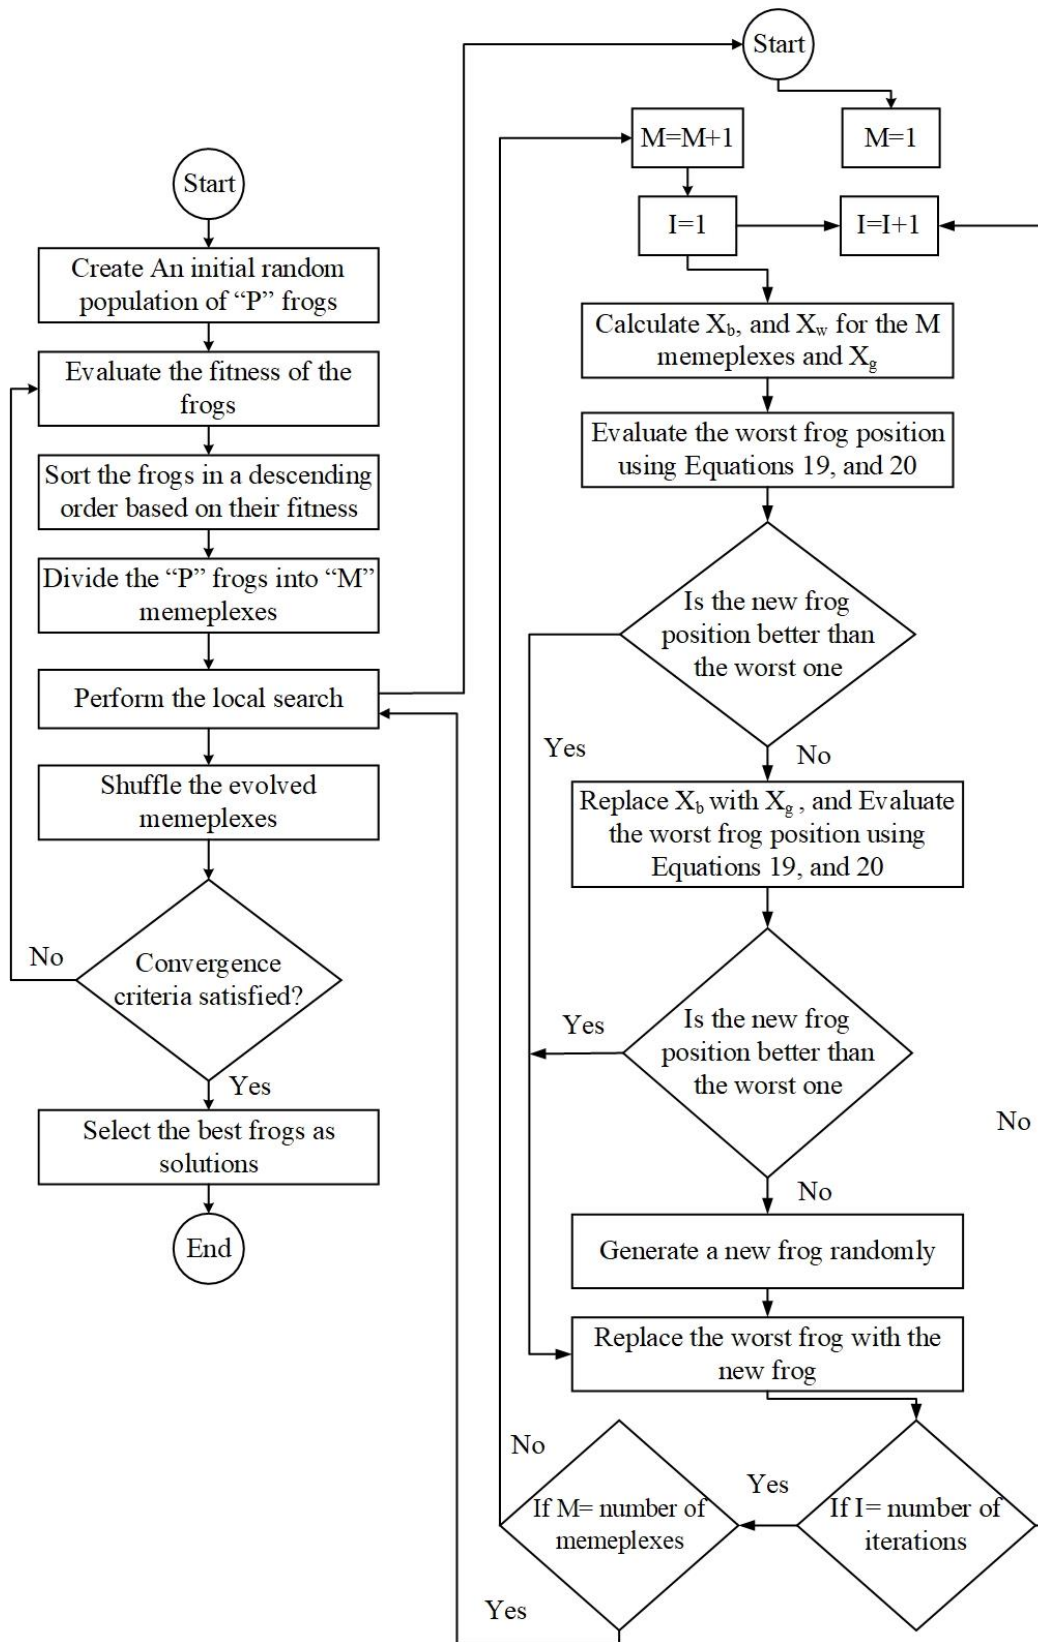 Start
Create An initial random
population of “P” frogs
Evaluate the fitness of the
frogs
Sort the frogs in a descending
order based on their fitness
Divide the “P” frogs into “M”
memeplexes
Perform the local search
Shuffle the evolved
memeplexes
Convergence
criteria satisfied?
No
Yes
Select the best frogs as
solutions
End
Start
M=M+1
M=1
I=1
I=I+1
Calculate Xb, and Xw for the M
memeplexes and Xg
Evaluate the worst frog position
using Equations 19, and 20
Is the new frog
position better than
the worst one
Yes
No
Replace Xb with Xg , and Evaluate
the worst frog position using
Equations 19, and 20
Is the new frog
position better than
the worst one
Yes
No
No
Generate a new frog randomly
Replace the worst frog with the
new frog
If I= number of
iterations
Yes
If M= number of
memeplexes
No
Yes